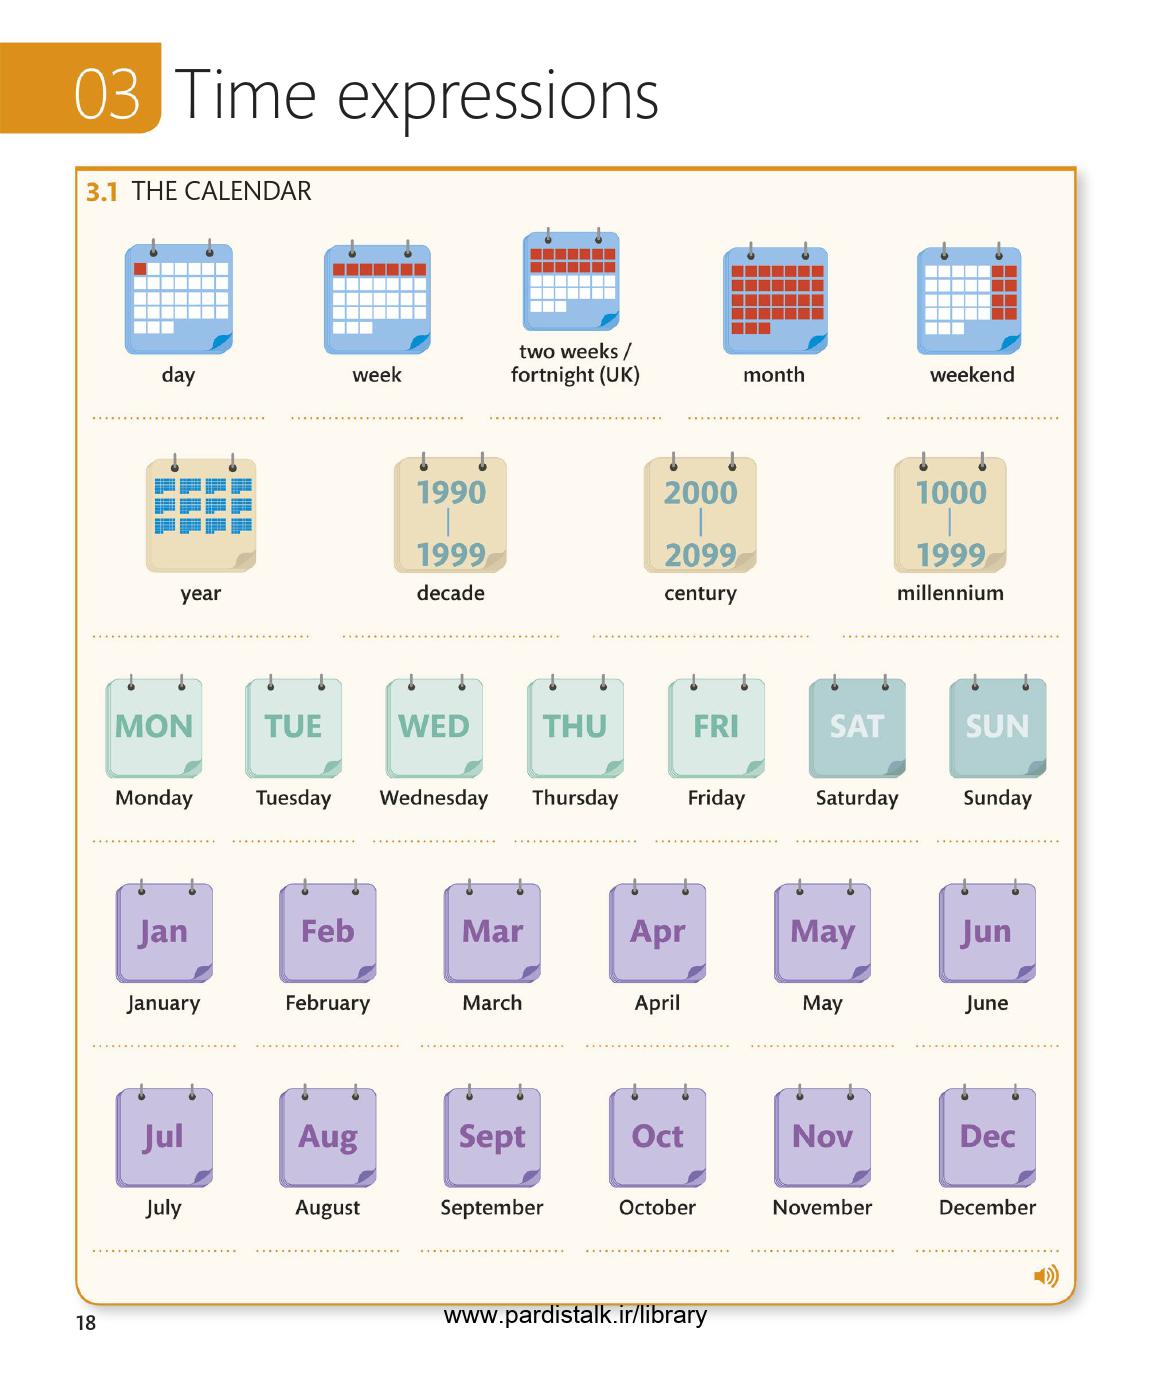 03 Time expressions
3.1 THE CALENDAR
day
week
two weeks /
fortnight (UK)
month
weekend
1990
1999
2000
2099
1000
1999
year
decade
century
millennium
MON TUE WED THU FRI SAT SUN
Monday Tuesday Wednesday Thursday Friday Saturday Sunday
Jan Feb Mar Apr May Jun
January February March April May June
Jul Aug Sept Oct Nov Dec
July August September October November December
18
www.pardistalk.ir/library